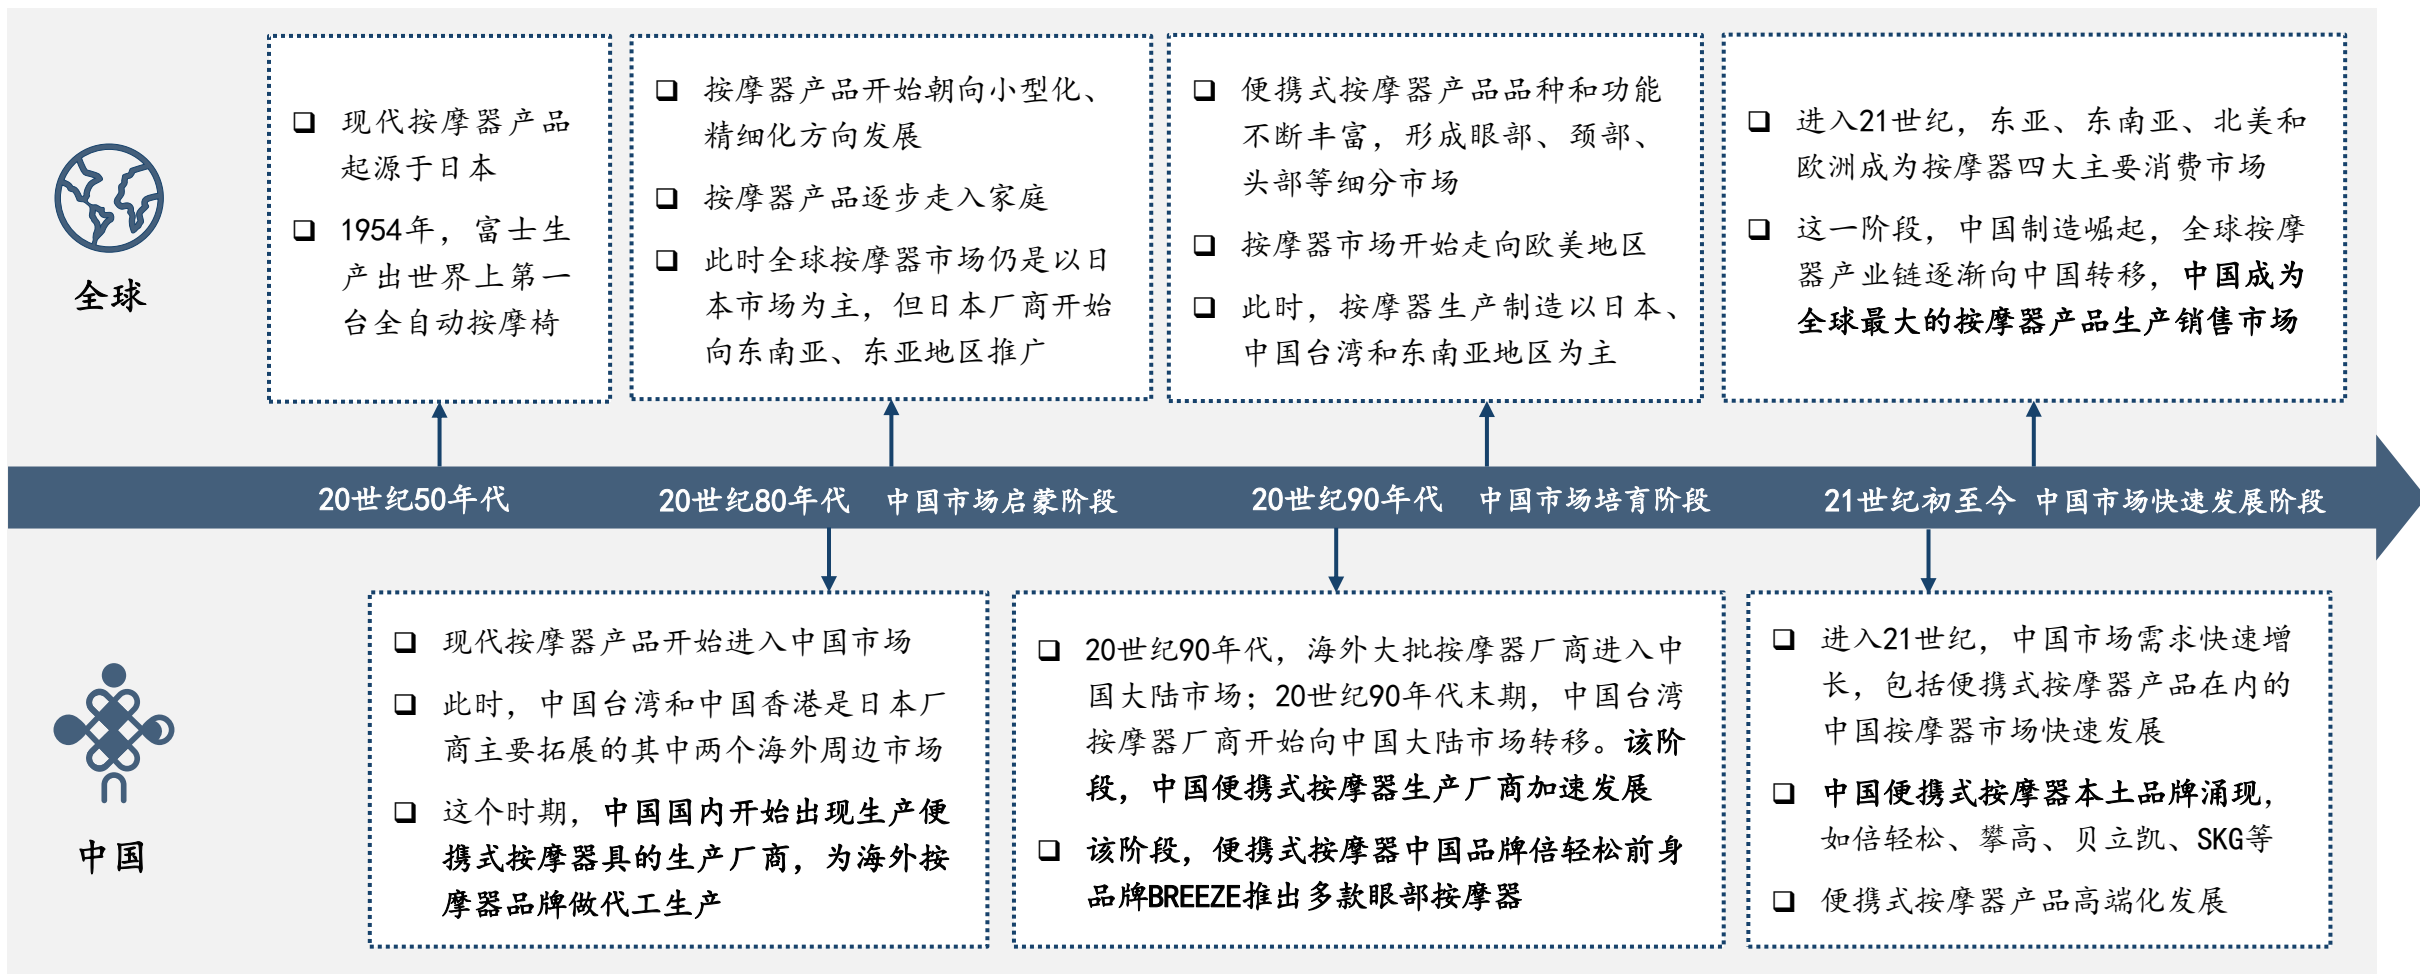 全球
现代按摩器产品
起源于日本
1954年，富士生
产出世界上第一
台全自动按摩椅
按摩器产品开始朝向小型化、
精细化方向发展
按摩器产品逐步走入家庭
此时全球按摩器市场仍是以日
本市场为主，但日本厂商开始
向东南亚、东亚地区推广
便携式按摩器产品品种和功能
不断丰富，形成眼部、颈部、
头部等细分市场
按摩器市场开始走向欧美地区
此时，按摩器生产制造以日本、
中国台湾和东南亚地区为主
进入21世纪，东亚、东南亚、北美和
欧洲成为按摩器四大主要消费市场
这一阶段，中国制造崛起，全球按摩
器产业链逐渐向中国转移，中国成为
全球最大的按摩器产品生产销售市场
20世纪50年代
20世纪80年代 中国市场启蒙阶段
20世纪90年代 中国市场培育阶段
21世纪初至今 中国市场快速发展阶段
中国
现代按摩器产品开始进入中国市场
此时，中国台湾和中国香港是日本厂
商主要拓展的其中两个海外周边市场
这个时期，中国国内开始出现生产便
携式按摩器具的生产厂商，为海外按
摩器品牌做代工生产
20世纪90年代，海外大批按摩器厂商进入中
国大陆市场；20世纪90年代末期，中国台湾
按摩器厂商开始向中国大陆市场转移。该阶
段，中国便携式按摩器生产厂商加速发展
该阶段，便携式按摩器中国品牌倍轻松前身
品牌BREEZE推出多款眼部按摩器
进入21世纪，中国市场需求快速增
长，包括便携式按摩器产品在内的
中国按摩器市场快速发展
中国便携式按摩器本土品牌涌现，
如倍轻松、攀高、贝立凯、SKG等
便携式按摩器产品高端化发展